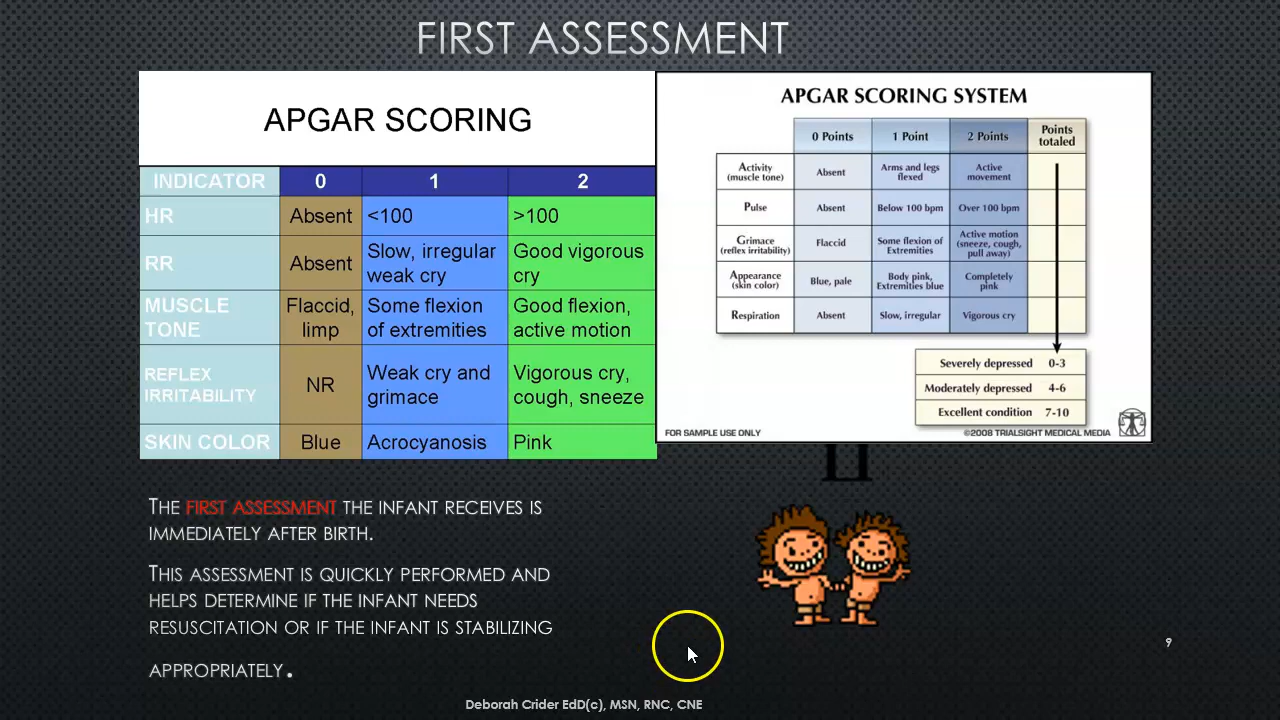 FIRST ASSESSMENT
APGAR SCORING
INDICATOR 0 1 2
HR Absent <100 >100
RR Absent Slow, irregular weak cry Good vigorous cry
MUSCLE TONE Flaccid, limp Some flexion of extremities Good flexion, active motion
REFLEX IRRITABILITY NR Weak cry and grimace Vigorous cry, cough, sneeze
SKIN COLOR Blue Acrocyanosis Pink
APGAR SCORING SYSTEM
0 Points 1 Point 2 Points Points totaled
Activity (muscle tone) Absent Arms and legs flexed Active movement
Pulse Absent Below 100 bpm Over 100 bpm
Grimace (reflex irritability) Flaccid Some flexion of Extremities Active motion (sneeze, cough, pull away)
Appearance (skin color) Blue, pale Body pink, Extremities blue Completely pink
Respiration Absent Slow, irregular Vigorous cry
Severely depressed 0-3
Moderately depressed 4-6
Excellent condition 7-10
FOR SAMPLE USE ONLY ©2008 TRIALSIGHT MEDICAL MEDIA
THE FIRST ASSESSMENT THE INFANT RECEIVES IS
IMMEDIATELY AFTER BIRTH.
THIS ASSESSMENT IS QUICKLY PERFORMED AND
HELPS DETERMINE IF THE INFANT NEEDS
RESUSCITATION OR IF THE INFANT IS STABILIZING
APPROPRIATELY.
9
Deborah Crider EdD(c), MSN, RNC, CNE